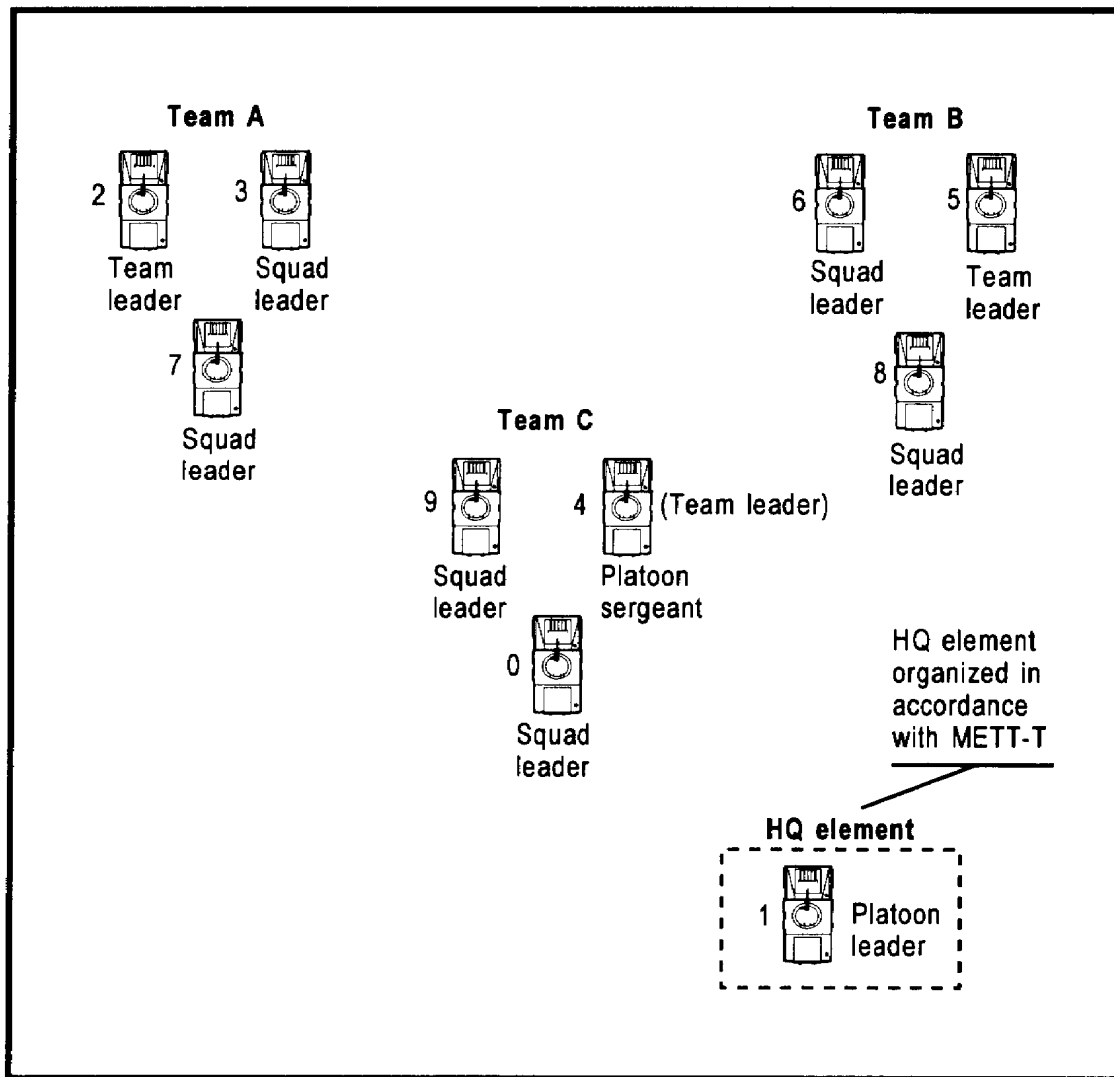 Team A
2
3
Team
leader
Squad
leader
7
Squad
leader
Team B
6
5
Squad
leader
Team
leader
8
Squad
leader
Team C
9
4
(Team leader)
Squad
leader
Platoon
sergeant
0
Squad
leader
HQ element
organized in
accordance
with METT-T
HQ element
1
Platoon
leader